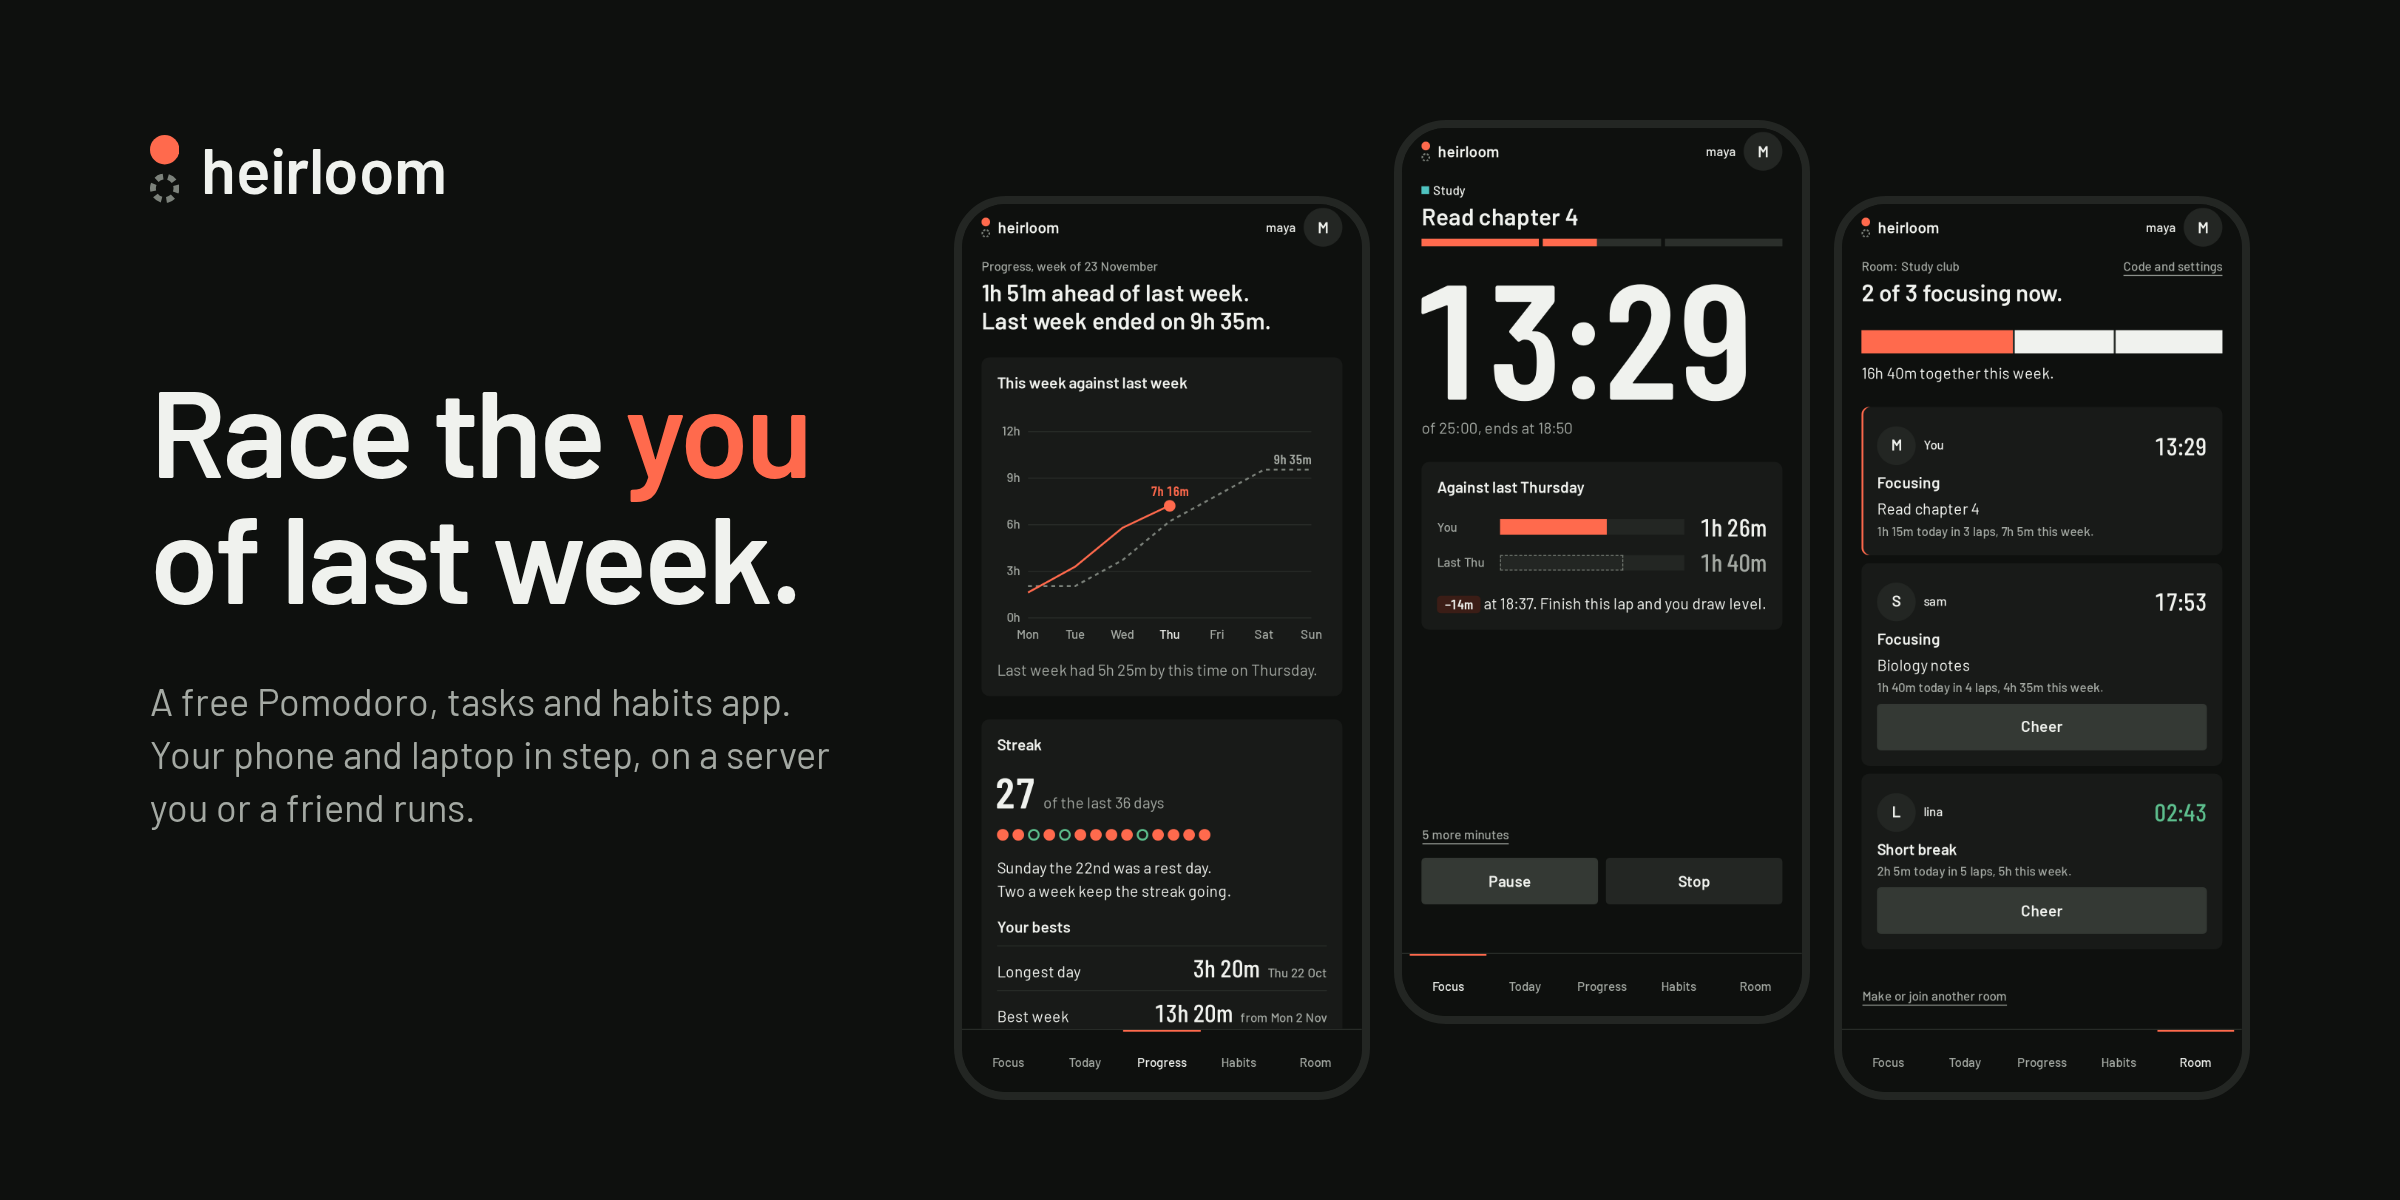 heirloom
Race the you
of last week.
A free Pomodoro, tasks and habits app.
Your phone and laptop in step, on a server
you or a friend runs.
heirloom
maya M
Progress, week of 23 November
1h 51m ahead of last week.
Last week ended on 9h 35m.
This week against last week
12h
9h
6h
3h
0h
9h 35m
7h 16m
Mon Tue Wed Thu Fri Sat Sun
Last week had 5h 25m by this time on Thursday.
Streak
27 of the last 36 days
Sunday the 22nd was a rest day.
Two a week keep the streak going.
Your bests
Longest day 3h 20m Thu 22 Oct
Best week 13h 20m from Mon 2 Nov
Focus Today Progress Habits Room
heirloom
maya M
Study
Read chapter 4
13:29
of 25:00, ends at 18:50
Against last Thursday
You 1h 26m
Last Thu 1h 40m
−14m at 18:37. Finish this lap and you draw level.
5 more minutes
Pause Stop
Focus Today Progress Habits Room
heirloom
maya M
Room: Study club Code and settings
2 of 3 focusing now.
16h 40m together this week.
M You 13:29
Focusing
Read chapter 4
1h 15m today in 3 laps, 7h 5m this week.
S sam 17:53
Focusing
Biology notes
1h 40m today in 4 laps, 4h 35m this week.
Cheer
L lina 02:43
Short break
2h 5m today in 5 laps, 5h this week.
Cheer
Make or join another room
Focus Today Progress Habits Room